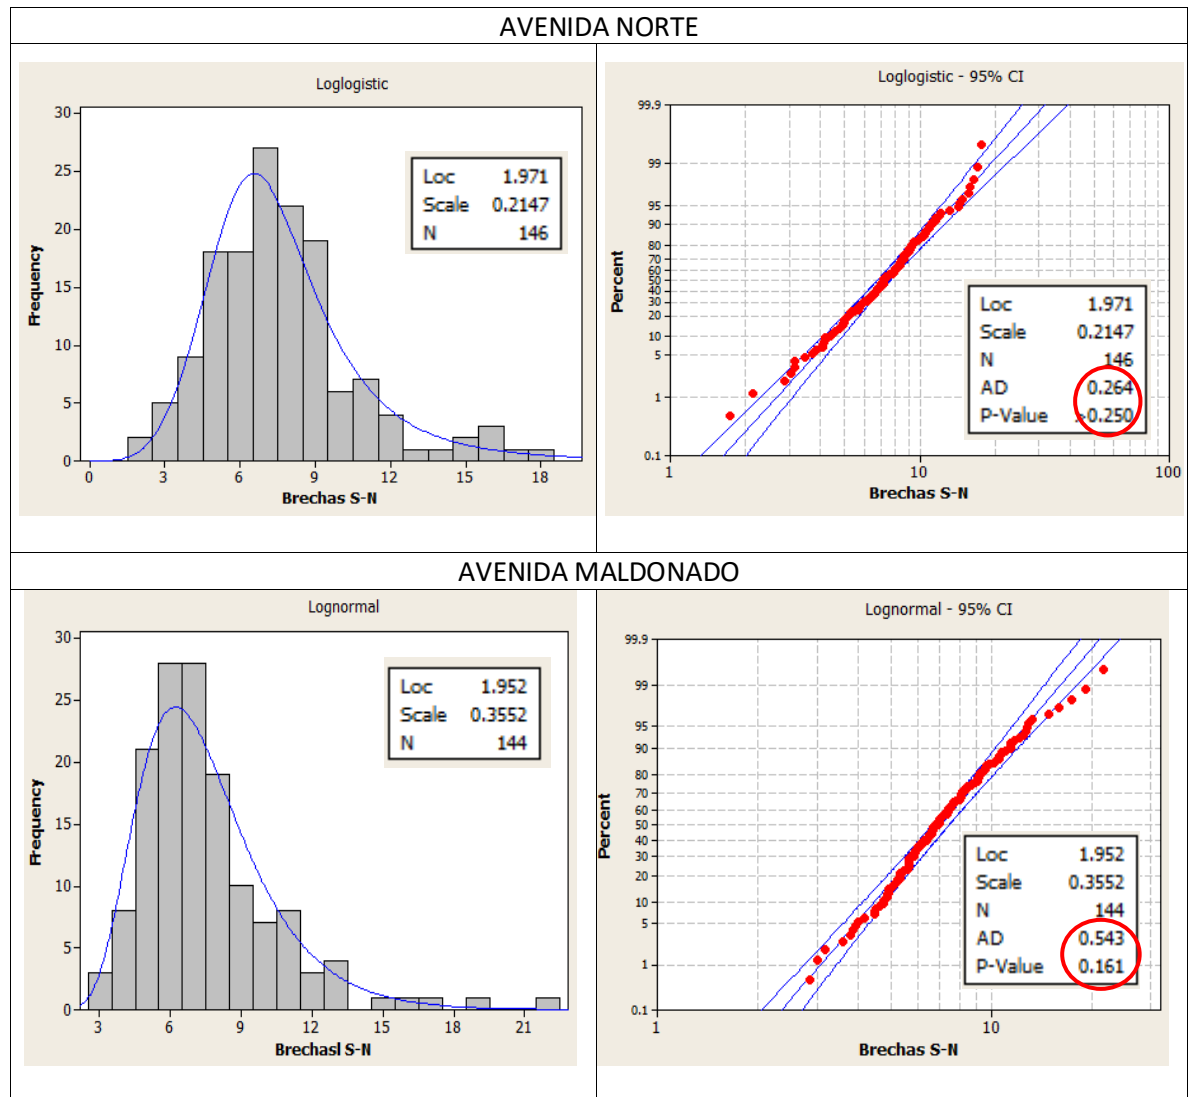 AVENIDA NORTE
Loglogistic
30
25
20
15
10
5
0
Frequency
0 3 6 9 12 15 18
Brechas S-N
Loc 1.971
Scale 0.2147
N 146
Loglogistic - 95% CI
99.9
99
95
90
80
70
60
50
40
30
20
10
5
1
0.1
Percent
1 10 100
Brechas S-N
Loc 1.971
Scale 0.2147
N 146
AD 0.264
P-Value >0.250
AVENIDA MALDONADO
Lognormal
30
25
20
15
10
5
0
Frequency
3 6 9 12 15 18 21
Brechasl S-N
Loc 1.952
Scale 0.3552
N 144
Lognormal - 95% CI
99.9
99
95
90
80
70
60
50
40
30
20
10
5
1
0.1
Percent
1 10
Brechas S-N
Loc 1.952
Scale 0.3552
N 144
AD 0.543
P-Value 0.161